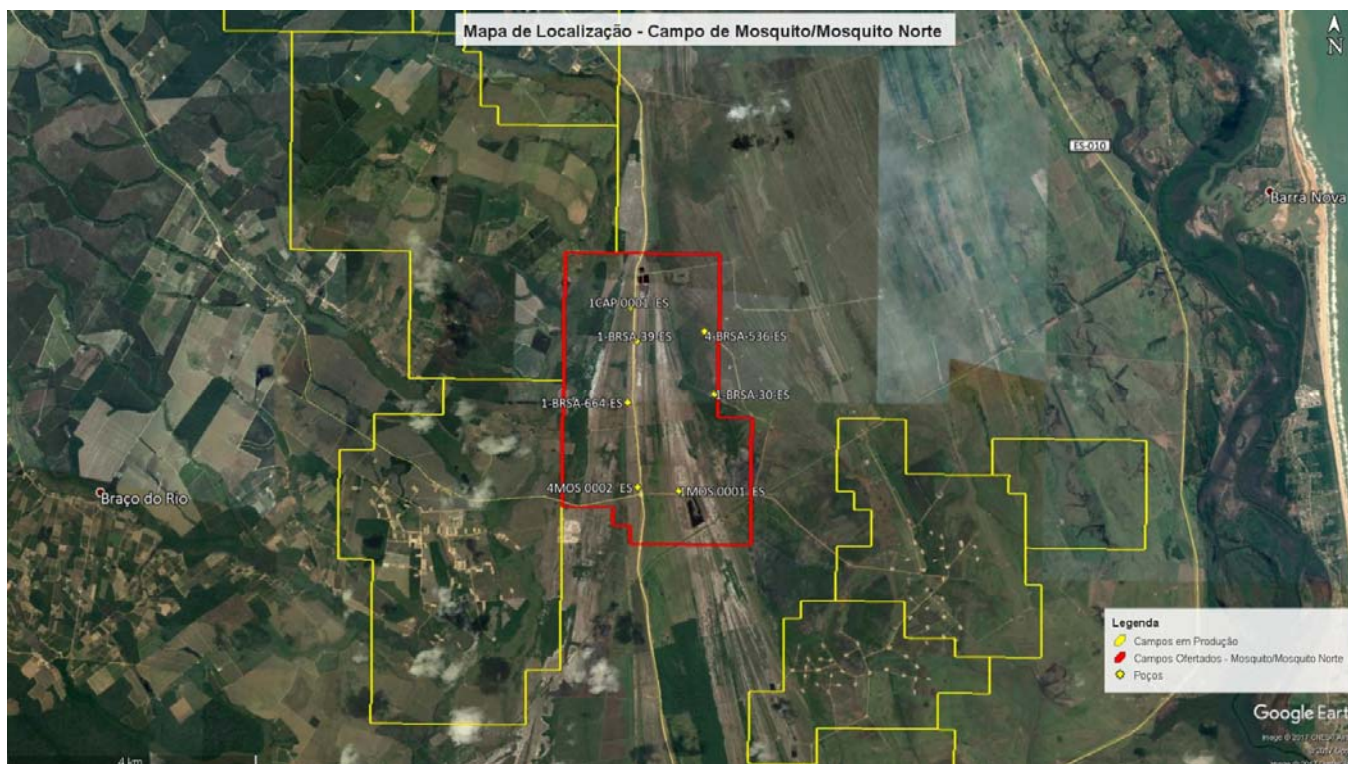 Mapa de Localização - Campo de Mosquito/Mosquito Norte
N
ES-010
Barra Nova
1CAP 0001 ES
1-BRSA-39-ES
4-BRSA-536-ES
1-BRSA-664-ES
1-BRSA-30-ES
Braço do Rio
4MOS 0002 ES
1MOS 0001 ES
Legenda
Campos em Produção
Campos Ofertados - Mosquito/Mosquito Norte
Poços
Google Eart
4 km